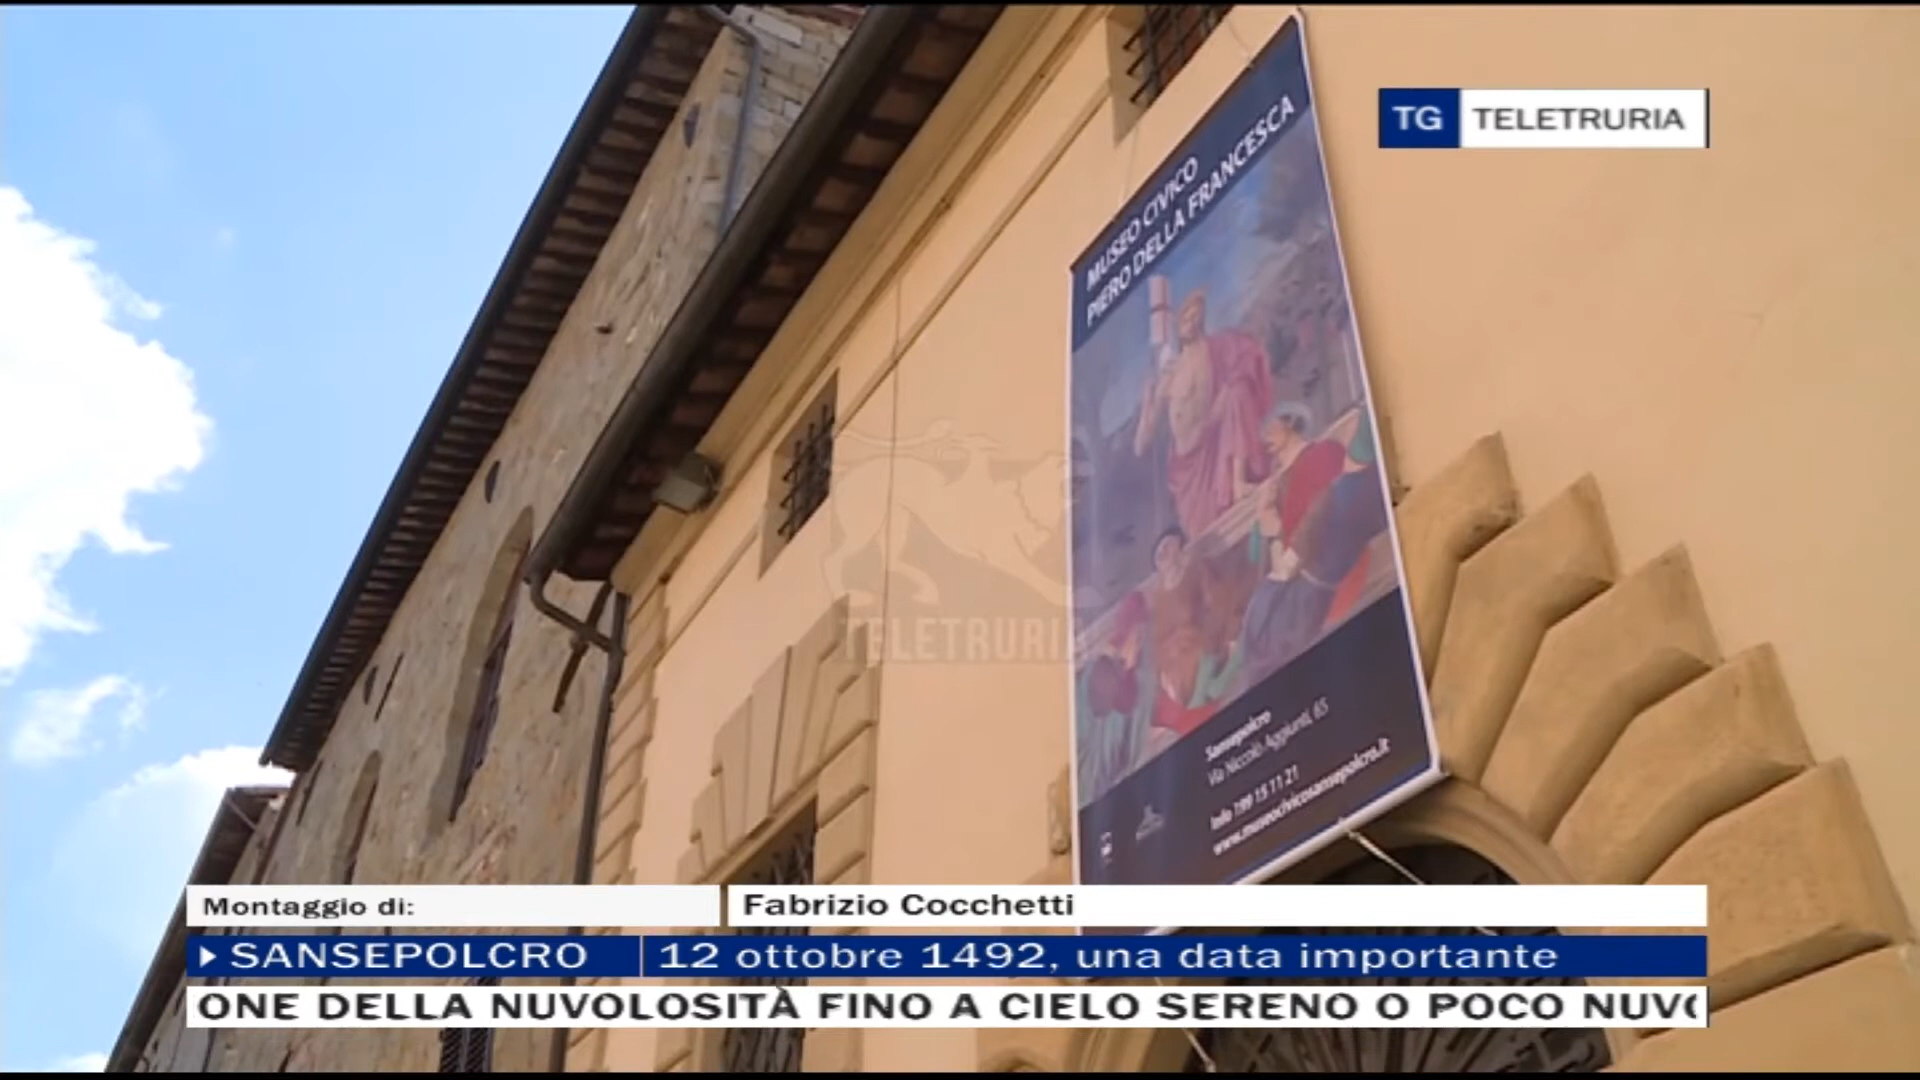 TG TELETRURIA
MUSEO CIVICO
PIERO DELLA FRANCESCA
TELETRURIA
Sansepolcro
Via Niccolò Aggiunti, 65
Info 199 15 11 21
www.museocivicosansepolcro.it
Montaggio di: Fabrizio Cocchetti
SANSEPOLCRO 12 ottobre 1492, una data importante
ONE DELLA NUVOLOSITÀ FINO A CIELO SERENO O POCO NUVO